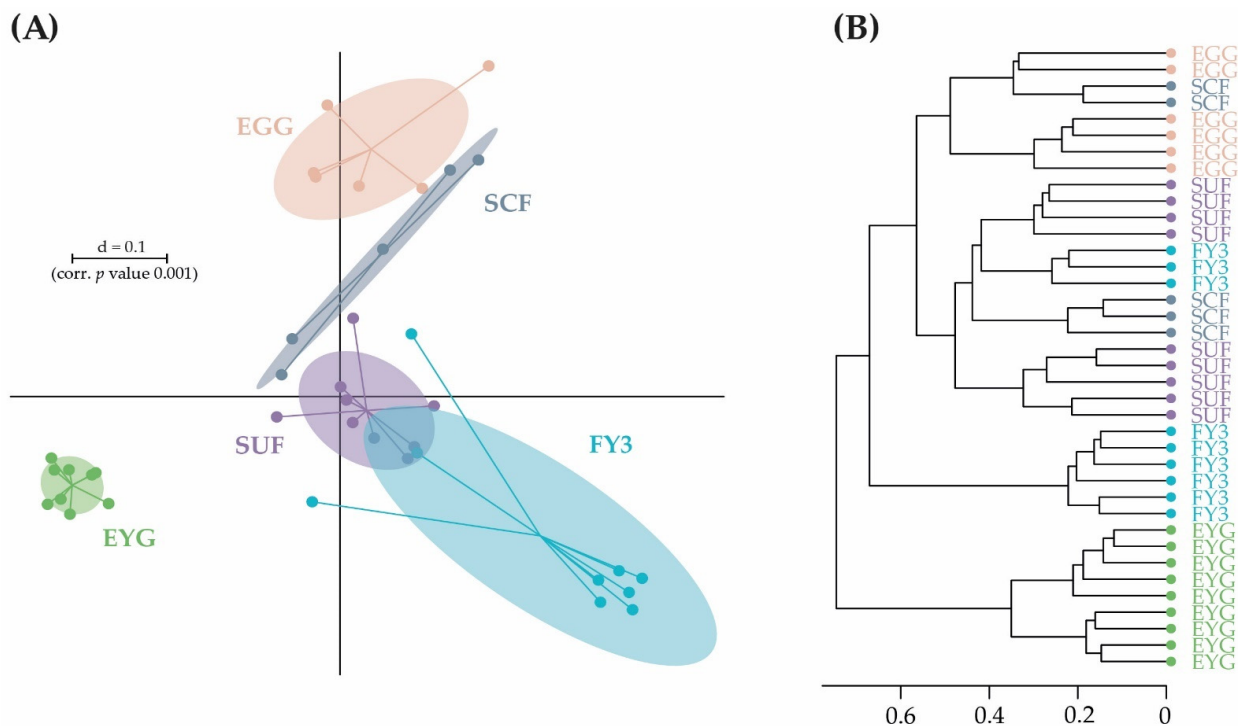 (A)
EGG
SCF
d = 0.1
(corr. p value 0.001)
SUF
FY3
EYG
(B)
EGG
EGG
SCF
SCF
EGG
EGG
EGG
EGG
SUF
SUF
SUF
SUF
FY3
FY3
FY3
SCF
SCF
SCF
SUF
SUF
SUF
SUF
SUF
FY3
FY3
FY3
FY3
FY3
FY3
EYG
EYG
EYG
EYG
EYG
EYG
EYG
EYG
EYG
0.6 0.4 0.2 0